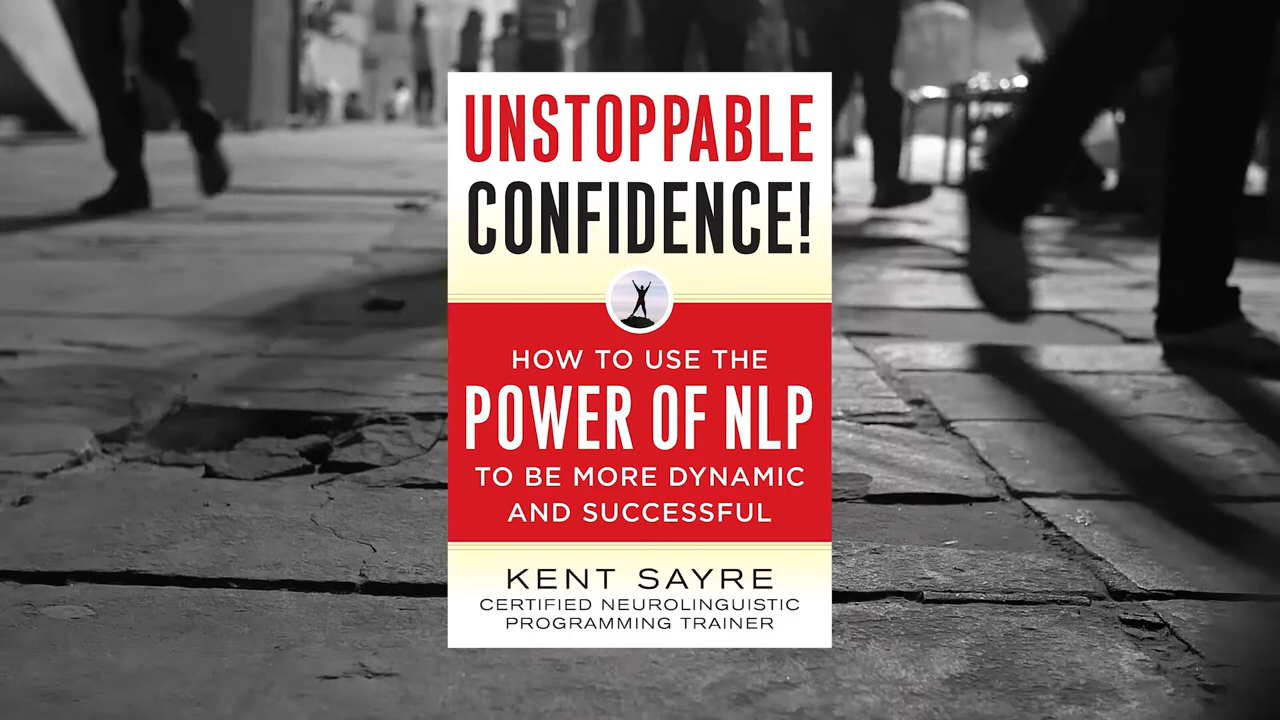 UNSTOPPABLE
CONFIDENCE!
HOW TO USE THE
POWER OF NLP
TO BE MORE DYNAMIC
AND SUCCESSFUL
KENT SAYRE
CERTIFIED NEUROLINGUISTIC
PROGRAMMING TRAINER